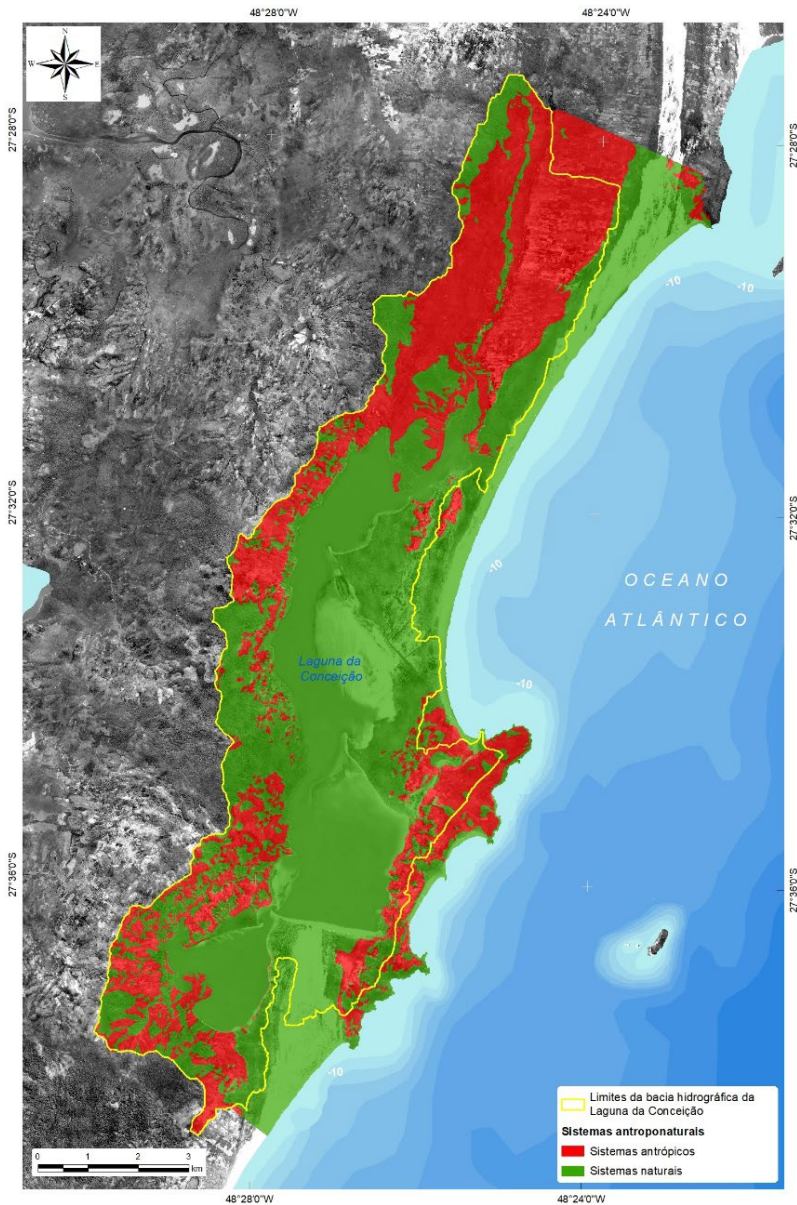 48°28'0"W
48°24'0"W
N
W
E
S
27°28'0"S
27°28'0"S
-10
-10
27°32'0"S
27°32'0"S
-10
OCEANO
ATLÂNTICO
Laguna da
Conceição
-10
27°36'0"S
27°36'0"S
-10
Limites da bacia hidrográfica da
Laguna da Conceição
Sistemas antroponaturais
Sistemas antrópicos
Sistemas naturais
0 1 2 3
km
48°28'0"W
48°24'0"W